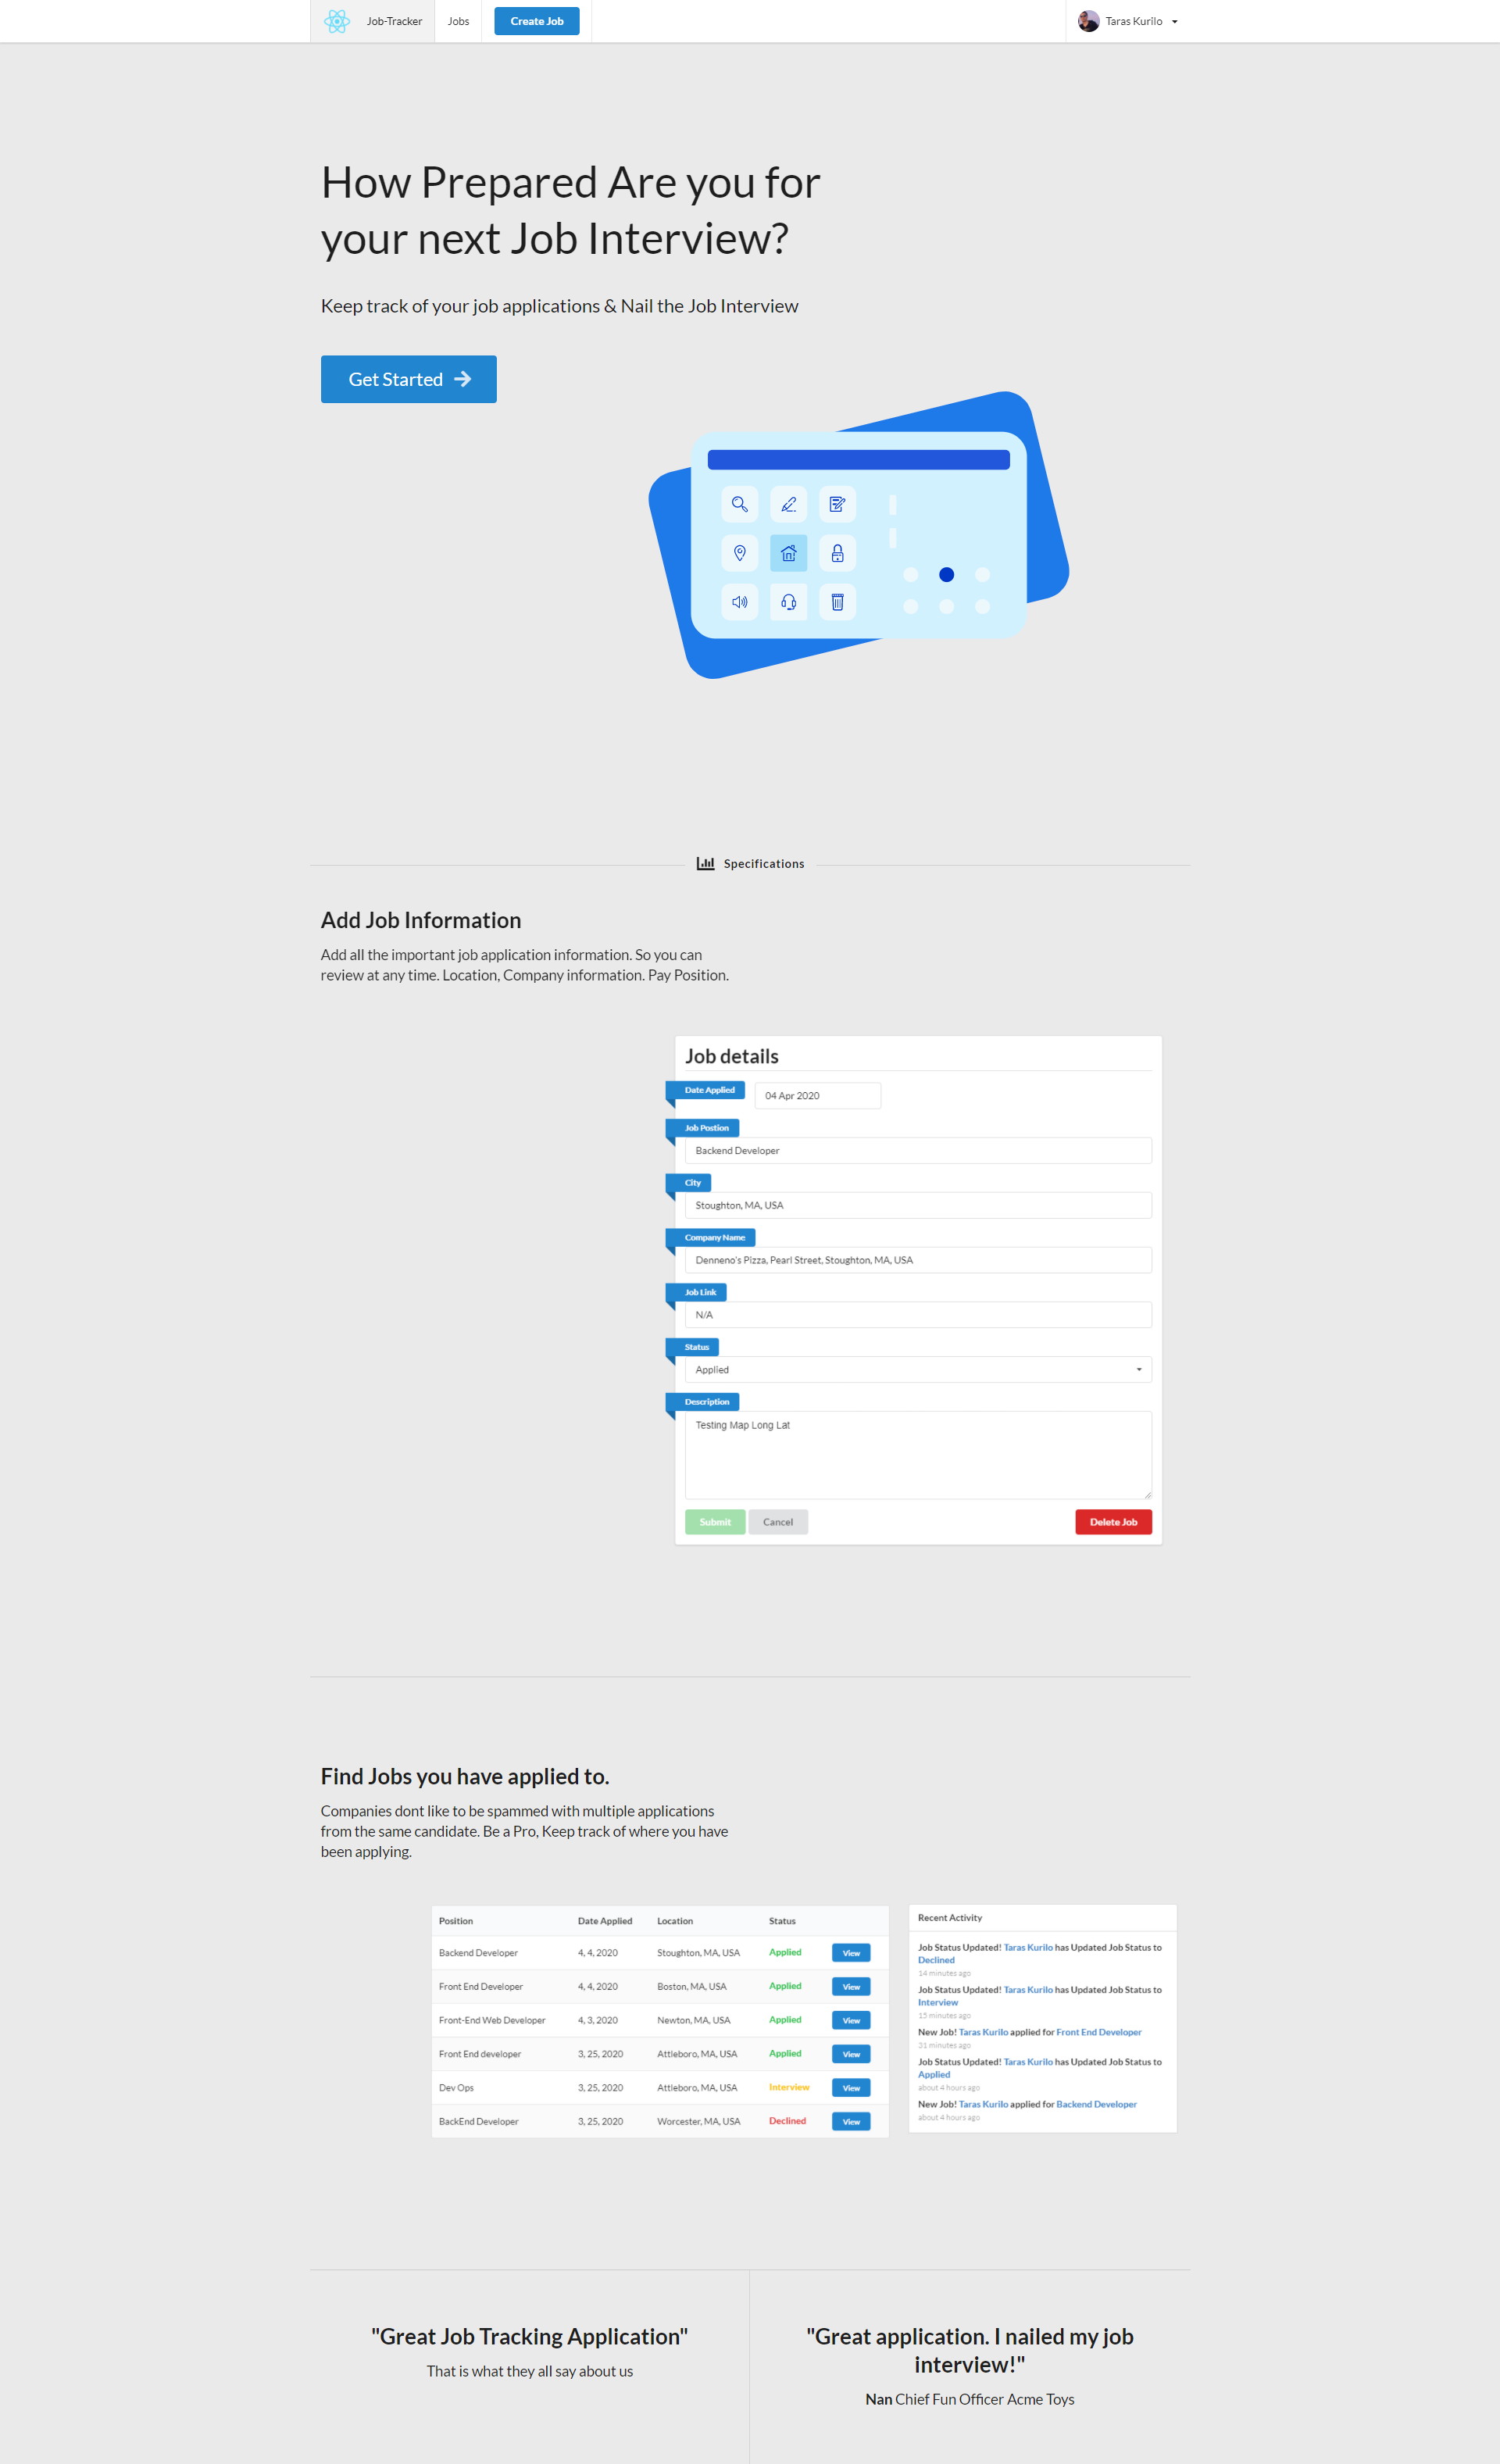 Job-Tracker
Jobs
Create Job
Taras Kurilo
How Prepared Are you for
your next Job Interview?
Keep track of your job applications & Nail the Job Interview
Get Started
Specifications
Add Job Information
Add all the important job application information. So you can
review at any time. Location, Company information. Pay Position.
Job details
Date Applied
04 Apr 2020
Job Postion
Backend Developer
City
Stoughton, MA, USA
Company Name
Denneno's Pizza, Pearl Street, Stoughton, MA, USA
Job Link
N/A
Status
Applied
Description
Testing Map Long Lat
Submit
Cancel
Delete Job
Find Jobs you have applied to.
Companies dont like to be spammed with multiple applications
from the same candidate. Be a Pro, Keep track of where you have
been applying.
Position Date Applied Location Status
Backend Developer 4, 4, 2020 Stoughton, MA, USA Applied View
Front End Developer 4, 4, 2020 Boston, MA, USA Applied View
Front-End Web Developer 4, 3, 2020 Newton, MA, USA Applied View
Front End developer 3, 25, 2020 Attleboro, MA, USA Applied View
Dev Ops 3, 25, 2020 Attleboro, MA, USA Interview View
BackEnd Developer 3, 25, 2020 Worcester, MA, USA Declined View
Recent Activity
Job Status Updated! Taras Kurilo has Updated Job Status to
Declined
14 minutes ago
Job Status Updated! Taras Kurilo has Updated Job Status to
Interview
15 minutes ago
New Job! Taras Kurilo applied for Front End Developer
31 minutes ago
Job Status Updated! Taras Kurilo has Updated Job Status to
Applied
about 4 hours ago
New Job! Taras Kurilo applied for Backend Developer
about 4 hours ago
"Great Job Tracking Application"
That is what they all say about us
"Great application. I nailed my job
interview!"
Nan Chief Fun Officer Acme Toys